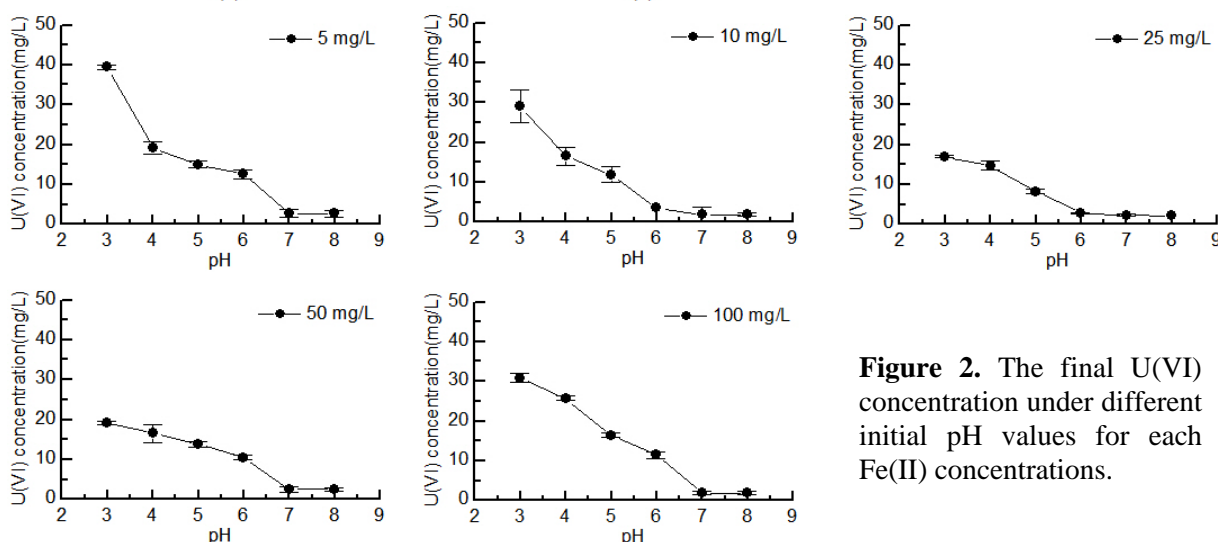 U(VI) concentration(mg/L)
50
40
30
20
10
0
5 mg/L
2 3 4 5 6 7 8 9
pH
U(VI) concentration(mg/L)
50
40
30
20
10
0
10 mg/L
2 3 4 5 6 7 8 9
pH
U(VI) concentration(mg/L)
50
40
30
20
10
0
25 mg/L
2 3 4 5 6 7 8 9
pH
U(VI) concentration(mg/L)
50
40
30
20
10
0
50 mg/L
2 3 4 5 6 7 8 9
pH
U(VI) concentration(mg/L)
50
40
30
20
10
0
100 mg/L
2 3 4 5 6 7 8 9
pH
Figure 2. The final U(VI)
concentration under different
initial pH values for each
Fe(II) concentrations.